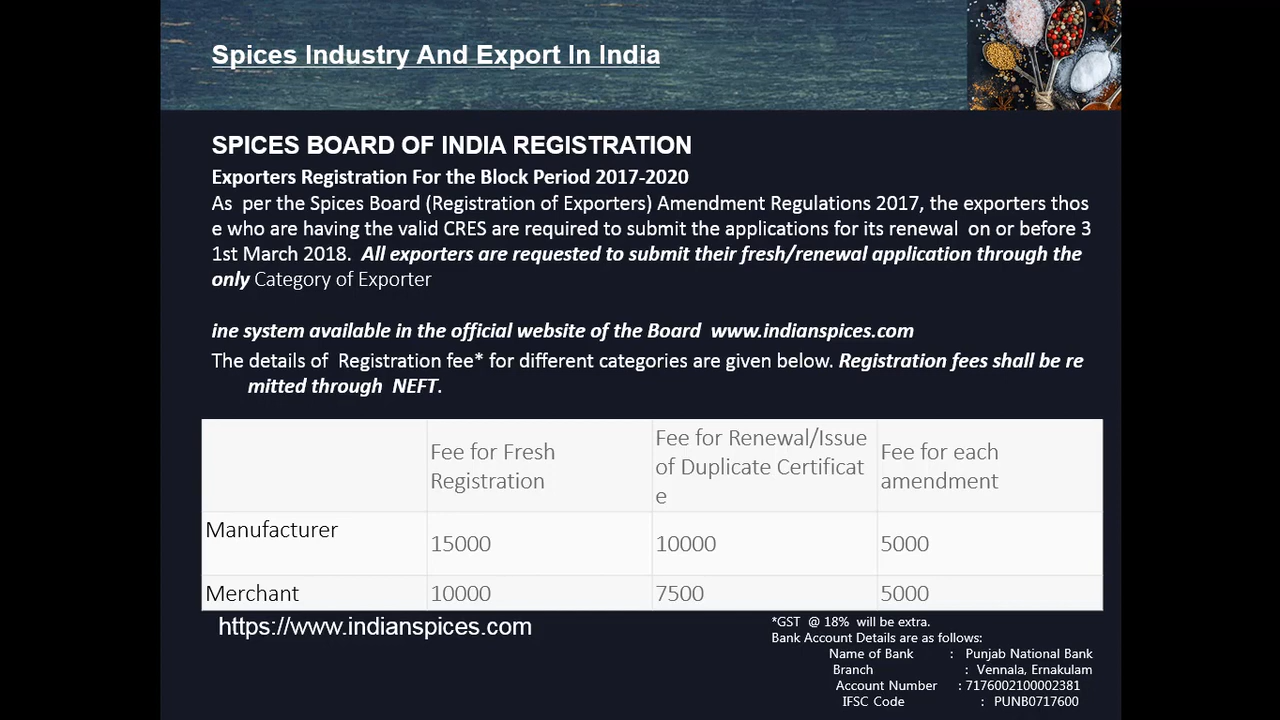 Spices Industry And Export In India
SPICES BOARD OF INDIA REGISTRATION
Exporters Registration For the Block Period 2017-2020
As per the Spices Board (Registration of Exporters) Amendment Regulations 2017, the exporters thos
e who are having the valid CRES are required to submit the applications for its renewal on or before 3
1st March 2018. All exporters are requested to submit their fresh/renewal application through the
only Category of Exporter
ine system available in the official website of the Board www.indianspices.com
The details of Registration fee* for different categories are given below. Registration fees shall be re
mitted through NEFT.
Fee for Fresh
Registration
Fee for Renewal/Issue
of Duplicate Certificat
e
Fee for each
amendment
Manufacturer
15000
10000
5000
Merchant
10000
7500
5000
https://www.indianspices.com
*GST @ 18% will be extra.
Bank Account Details are as follows:
Name of Bank : Punjab National Bank
Branch : Vennala, Ernakulam
Account Number : 7176002100002381
IFSC Code : PUNB0717600